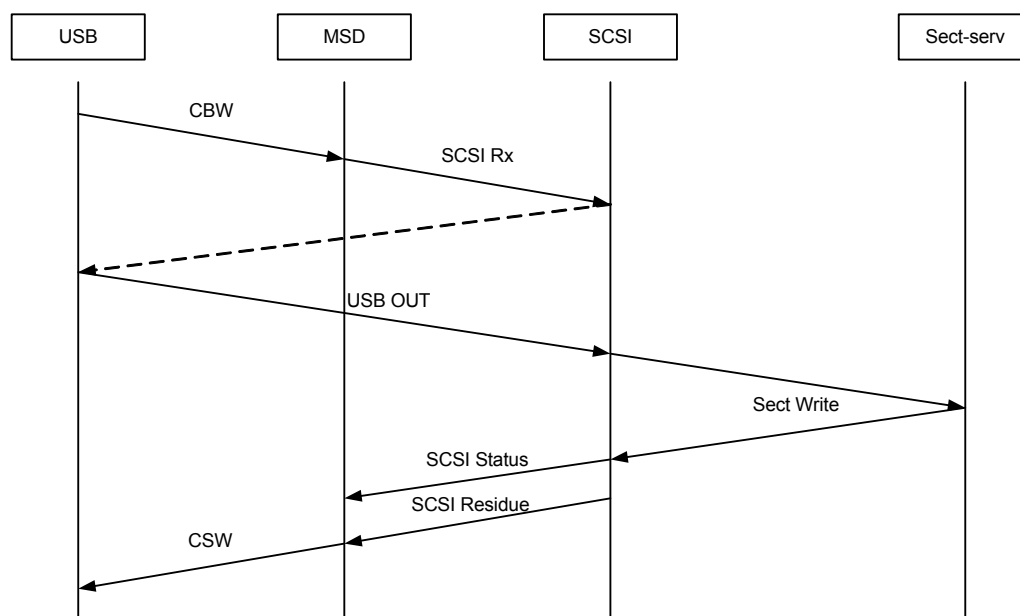 USB
MSD
SCSI
Sect-serv
CBW
SCSI Rx
USB OUT
Sect Write
SCSI Status
SCSI Residue
CSW